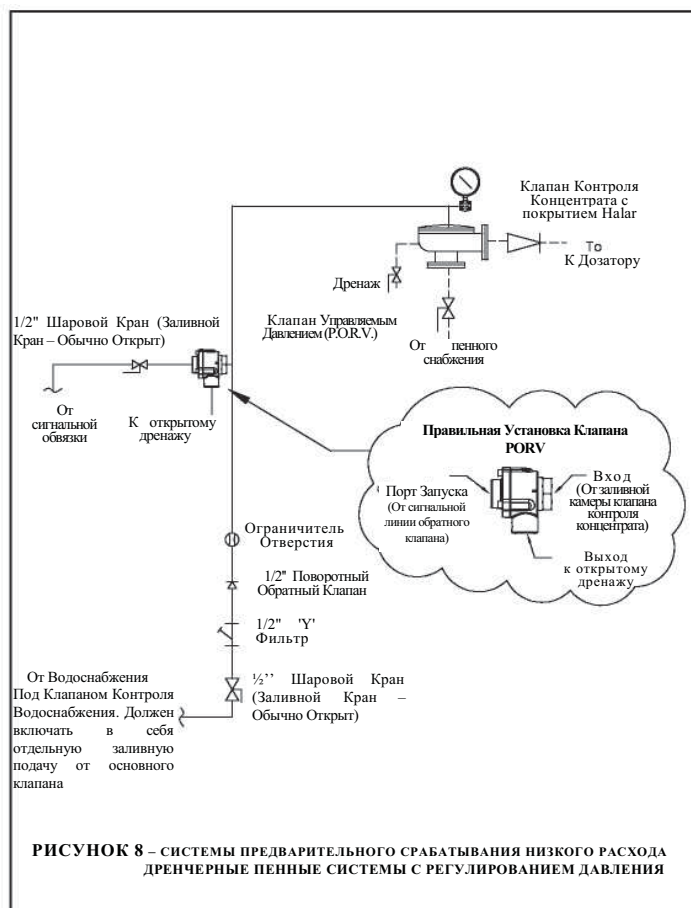 Клапан Контроля
Концентрата с
покрытием Halar
To
К Дозатору
Дренаж
Клапан Управляемым
Давлением (P.O.R.V.)
От пенного
снабжения
1/2" Шаровой Кран (Заливной
Кран – Обычно Открыт)
От
сигнальной
обвязки
К открытому
дренажу
Правильная Установка Клапана
PORV
Порт Запуска
(От сигнальной
линии обратного
клапана)
Вход
(От заливной
камеры клапана
контроля
концентрата)
Выход
к открытому
дренажу
Ограничитель
Отверстия
1/2" Поворотный
Обратный Клапан
1/2" 'Y'
Фильтр
½’’ Шаровой Кран
(Заливной Кран –
Обычно Открыт)
От Водоснабжения
Под Клапаном Контроля
Водоснабжения. Должен
включать в себя
отдельную заливную
подачу от основного
клапана
РИСУНОК 8 – СИСТЕМЫ ПРЕДВАРИТЕЛЬНОГО СРАБАТЫВАНИЯ НИЗКОГО РАСХОДА
ДРЕНЧЕРНЫЕ ПЕННЫЕ СИСТЕМЫ С РЕГУЛИРОВАНИЕМ ДАВЛЕНИЯ